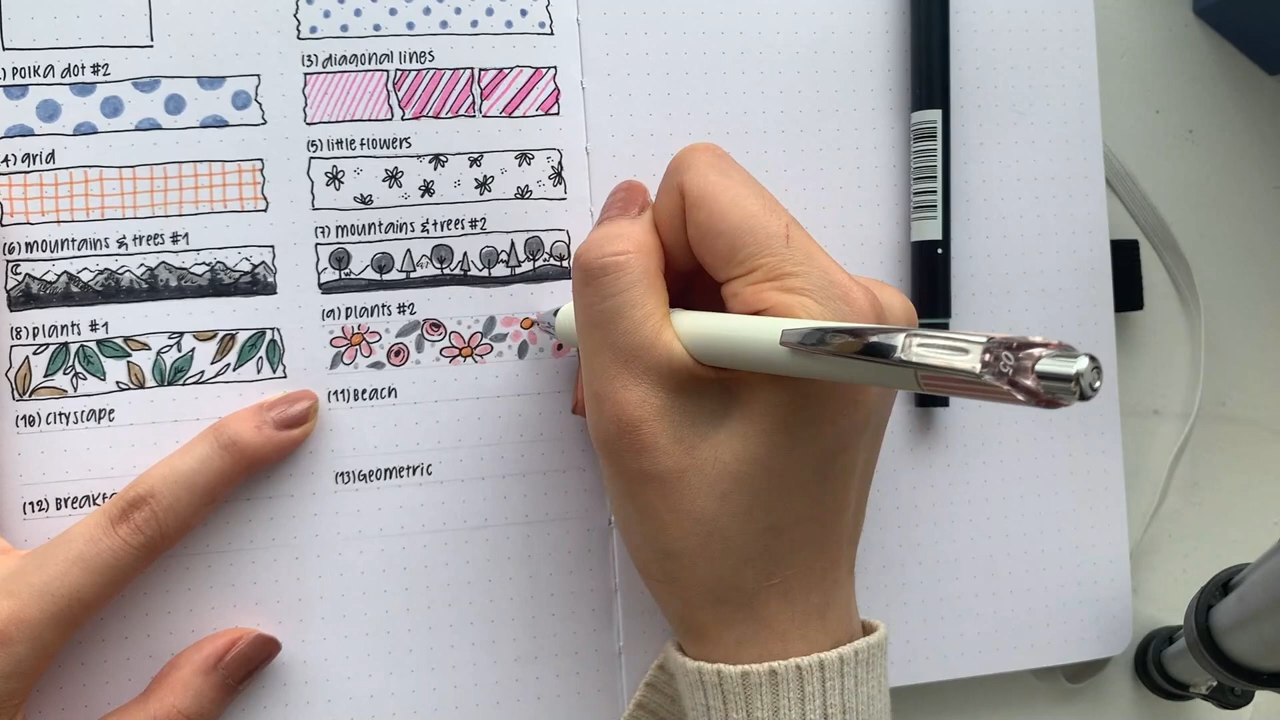 ) polka dot #2
(3) diagonal lines
4) grid
(5) little flowers
(6) mountains & trees #1
(7) mountains & trees #2
(8) plants #1
(9) plants #2
(10) cityscape
(11) Beach
(12) Breakf
(13) Geometric
05